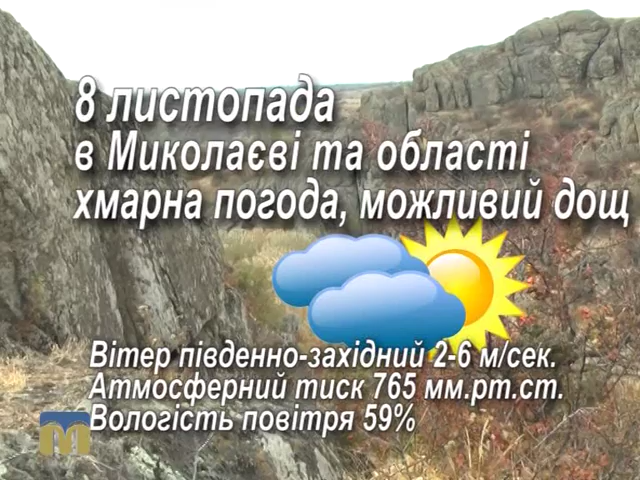 8 листопада
в Миколаєві та області
хмарна погода, можливий дощ
Вітер південно-західний 2-6 м/сек.
Атмосферний тиск 765 мм.рт.ст.
Вологість повітря 59%
М